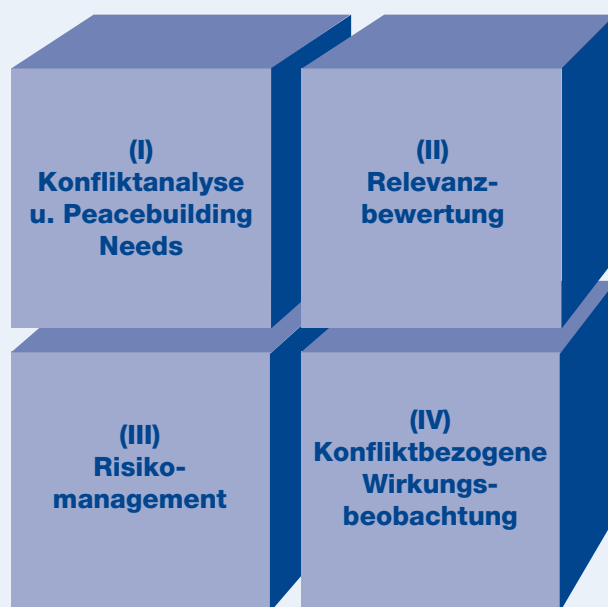 (I)
Konfliktanalyse
u. Peacebuilding
Needs
(II)
Relevanz-
bewertung
(III)
Risiko-
management
(IV)
Konfliktbezogene
Wirkungs-
beobachtung